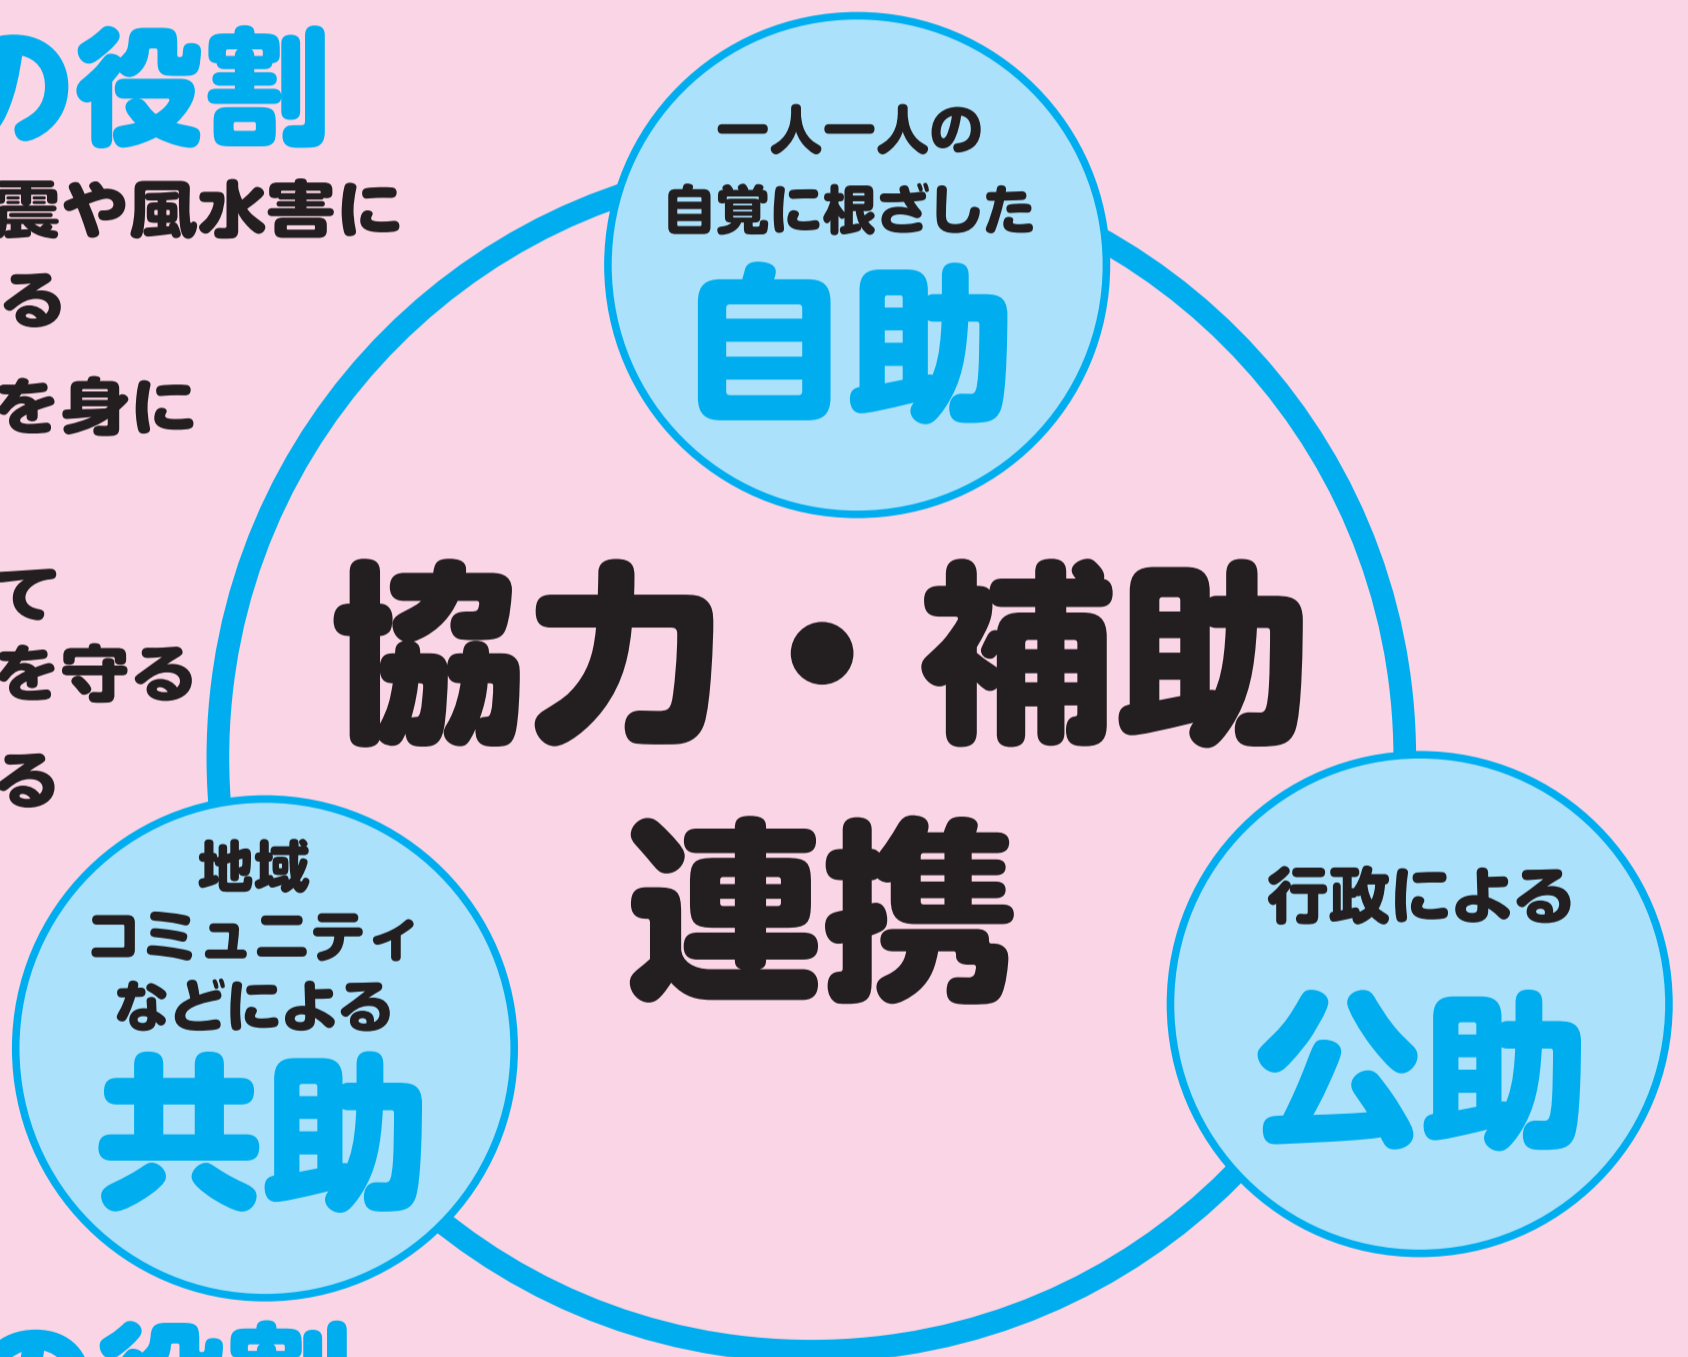 の役割
震や風水害に
る
を身に
て
を守る
る
一人一人の
自覚に根ざした
自助
協力・補助
連携
地域
コミュニティ
などによる
共助
行政による
公助
の役割